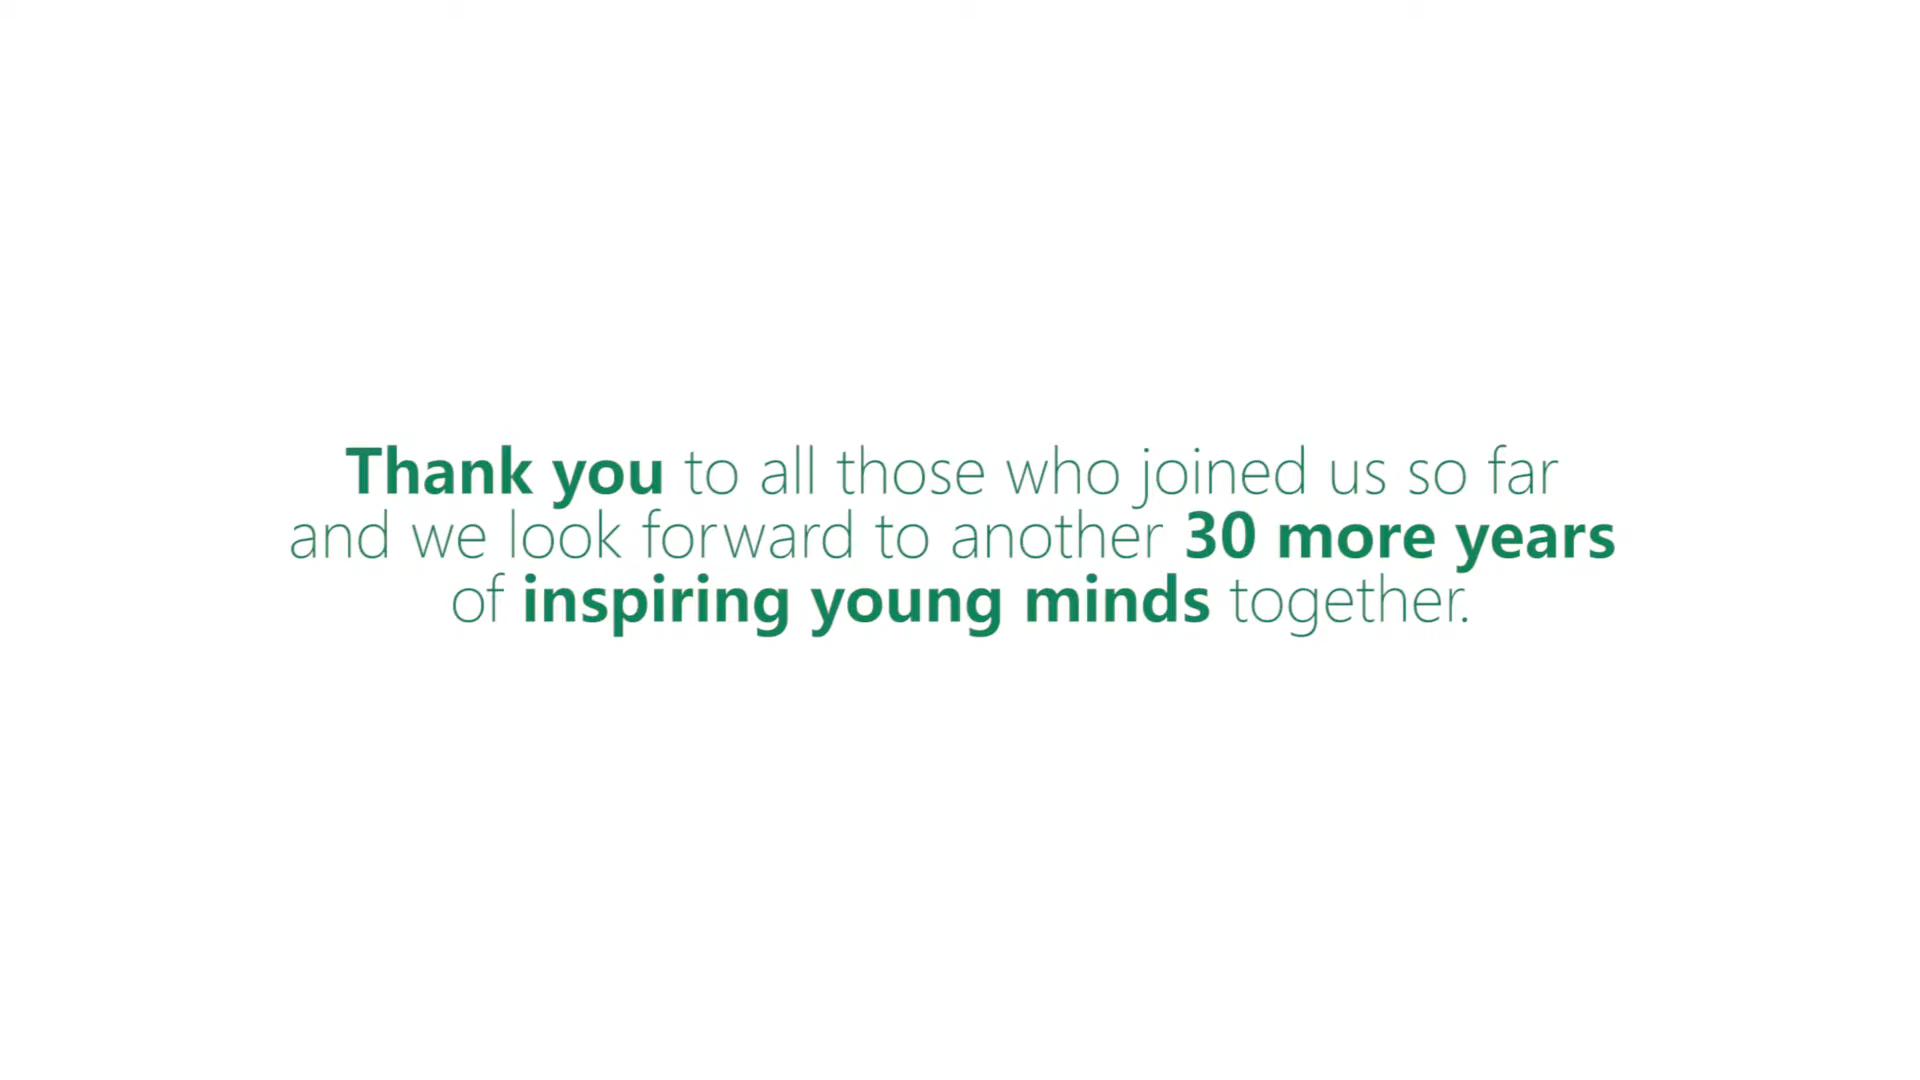 Thank you to all those who joined us so far
and we look forward to another 30 more years
of inspiring young minds together.